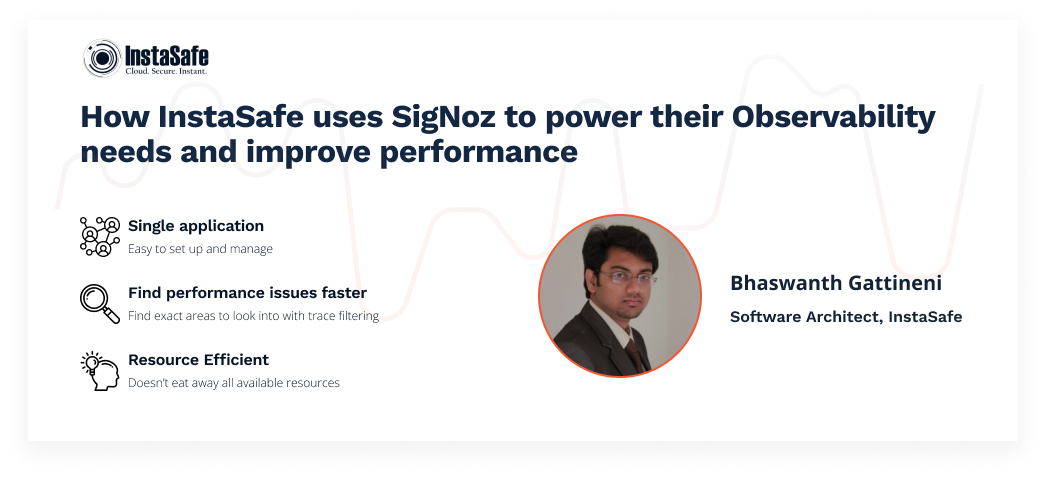 InstaSafe
Cloud. Secure. Instant.
How InstaSafe uses SigNoz to power their Observability
needs and improve performance
Single application
Easy to set up and manage
Find performance issues faster
Find exact areas to look into with trace filtering
Resource Efficient
Doesn't eat away all available resources
Bhaswanth Gattineni
Software Architect, InstaSafe